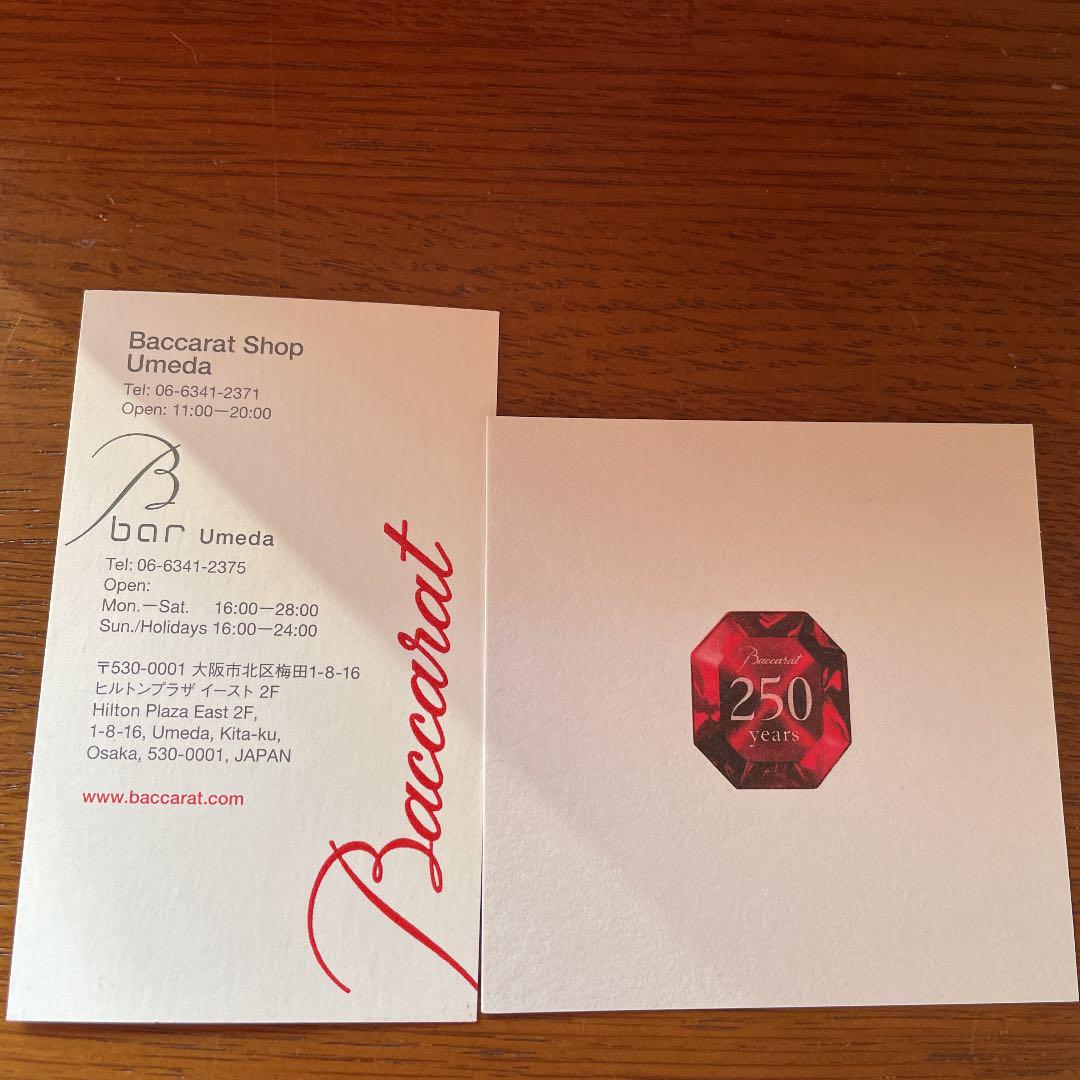 Baccarat Shop
Umeda
Tel: 06-6341-2371
Open: 11:00—20:00
B
bar Umeda
Tel: 06-6341-2375
Open:
Mon.—Sat. 16:00—28:00
Sun./Holidays 16:00—24:00
〒530-0001 大阪市北区梅田1-8-16
ヒルトンプラザ イースト 2F
Hilton Plaza East 2F,
1-8-16, Umeda, Kita-ku,
Osaka, 530-0001, JAPAN
www.baccarat.com
Baccarat
Baccarat
250
years